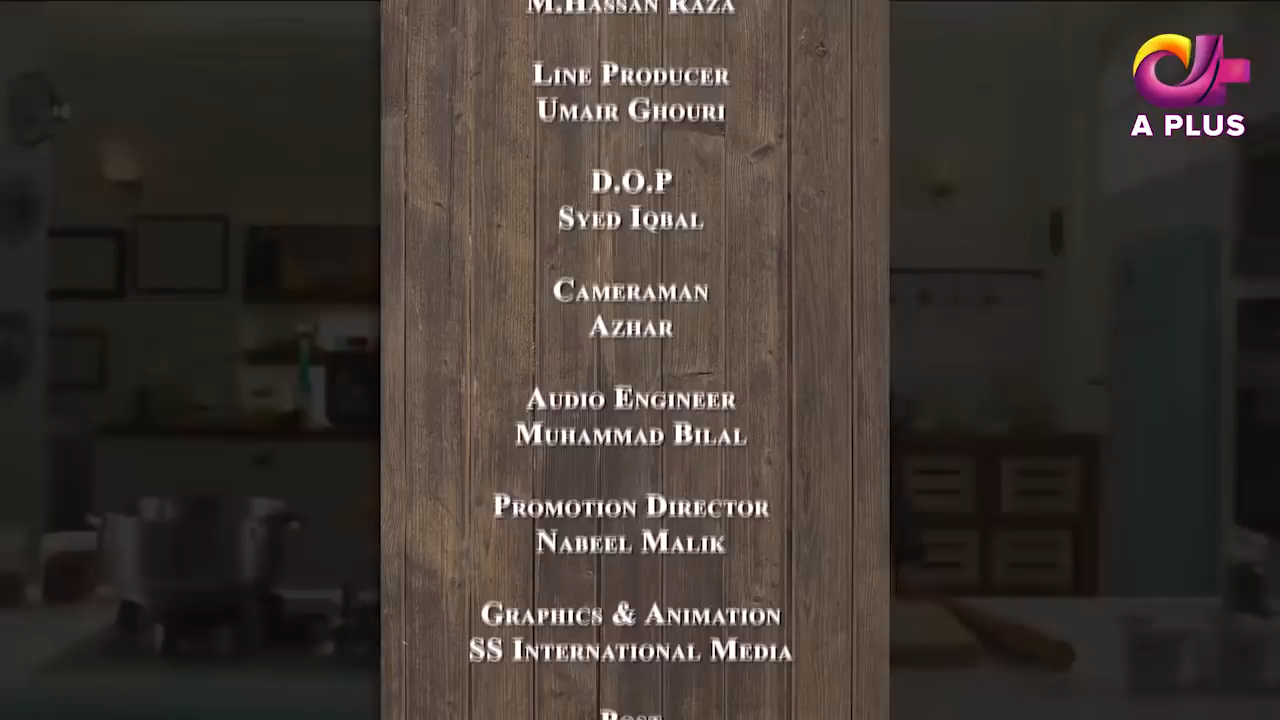 M.Hassan Raza
Line Producer
Umair Ghouri
D.O.P
Syed Iqbal
Cameraman
Azhar
Audio Engineer
Muhammad Bilal
Promotion Director
Nabeel Malik
Graphics & Animation
SS International Media
Post
A PLUS